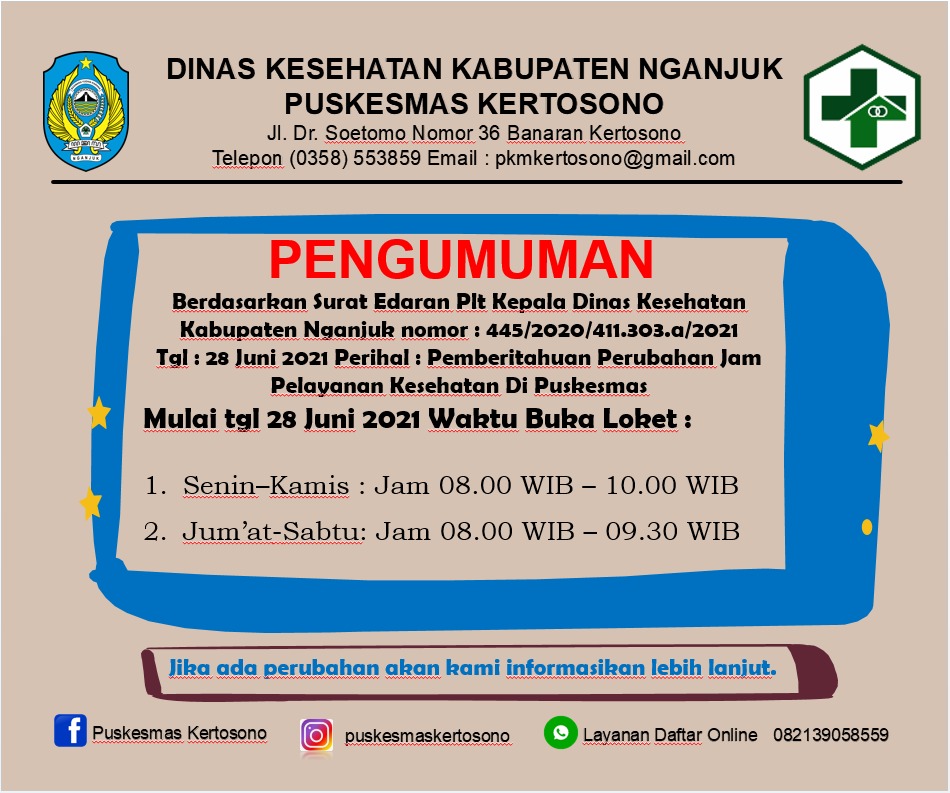 DINAS KESEHATAN KABUPATEN NGANJUK
PUSKESMAS KERTOSONO
Jl. Dr. Soetomo Nomor 36 Banaran Kertosono
Telepon (0358) 553859 Email : pkmkertosono@gmail.com
NGANJUK
PENGUMUMAN
Berdasarkan Surat Edaran Plt Kepala Dinas Kesehatan
Kabupaten Nganjuk nomor : 445/2020/411.303.a/2021
Tgl : 28 Juni 2021 Perihal : Pemberitahuan Perubahan Jam
Pelayanan Kesehatan Di Puskesmas
Mulai tgl 28 Juni 2021 Waktu Buka Loket :
1. Senin–Kamis : Jam 08.00 WIB – 10.00 WIB
2. Jum’at-Sabtu: Jam 08.00 WIB – 09.30 WIB
Jika ada perubahan akan kami informasikan lebih lanjut.
Puskesmas Kertosono
puskesmaskertosono
Layanan Daftar Online 082139058559